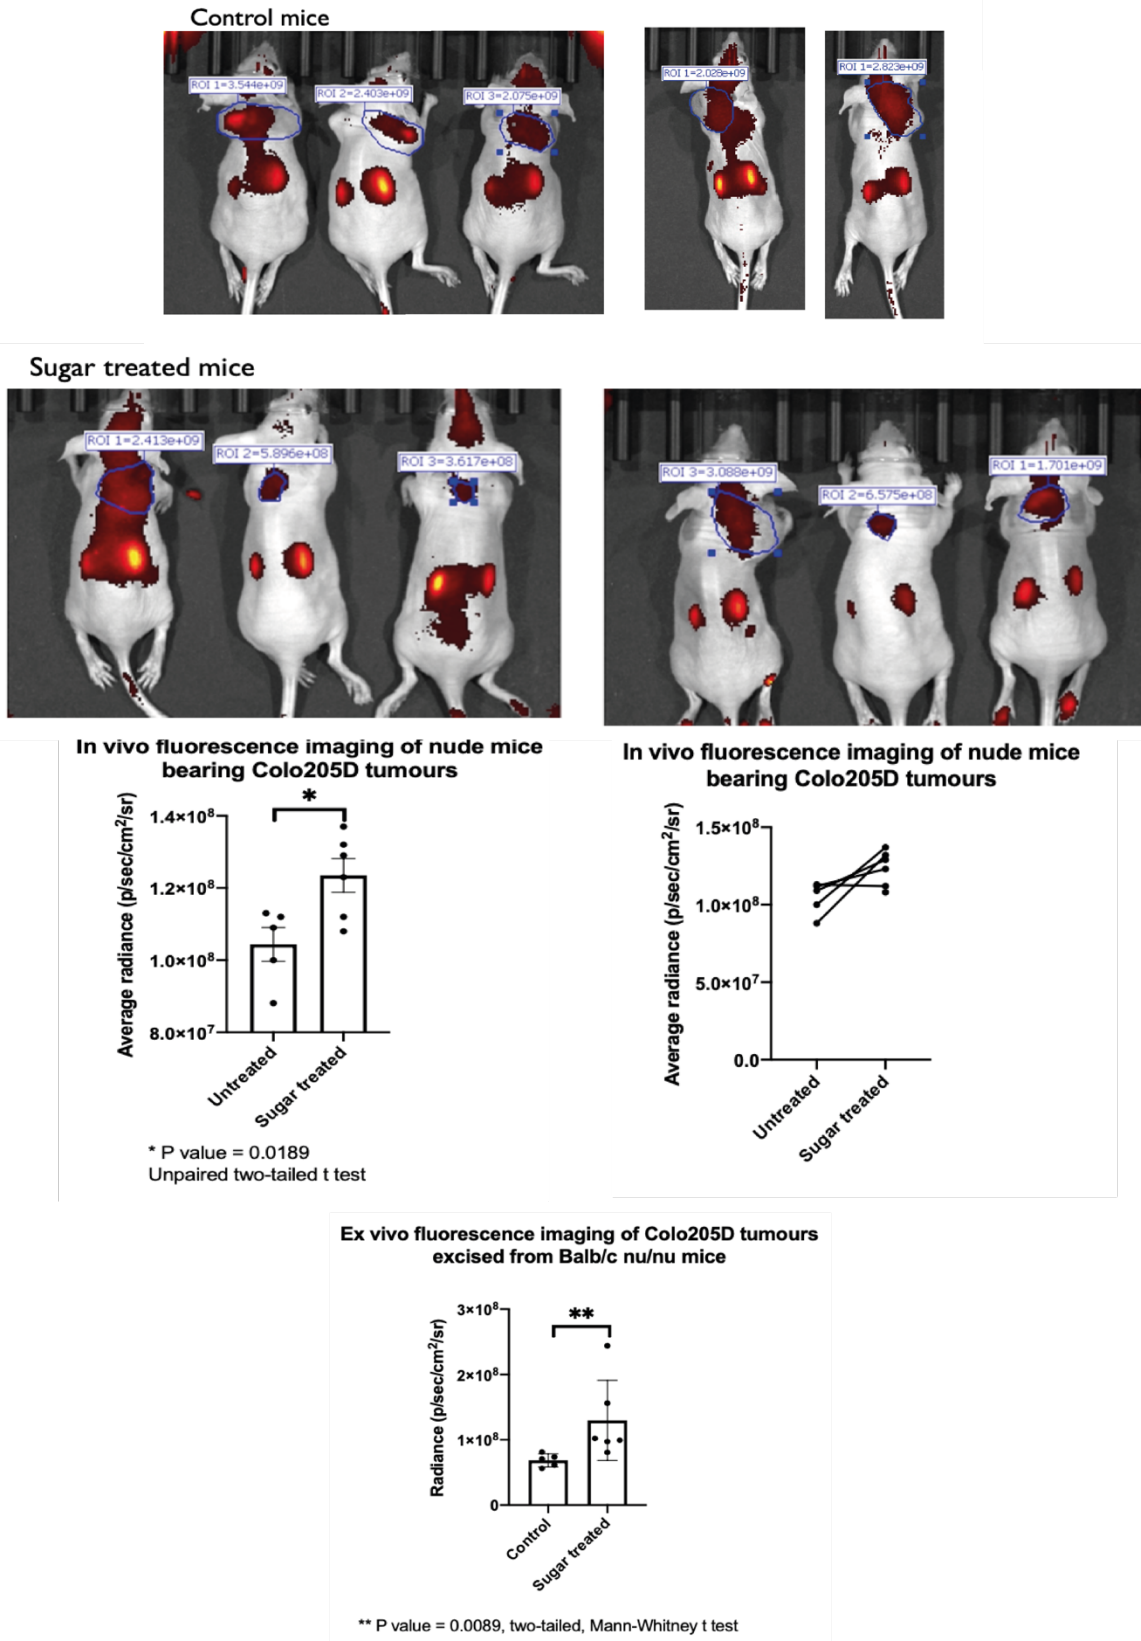 Control mice
ROI 1=3.544e+09
ROI 2=2.403e+09
ROI 3=2.075e+09
ROI 1=2.028e+09
ROI 1=2.823e+09
Sugar treated mice
ROI 1=2.413e+09
ROI 2=5.896e+08
ROI 3=3.617e+08
ROI 3=3.088e+09
ROI 2=6.575e+08
ROI 1=1.701e+09
In vivo fluorescence imaging of nude mice
bearing Colo205D tumours
*
Average radiance (p/sec/cm²/sr)
1.4×10⁸
1.2×10⁸
1.0×10⁸
8.0×10⁷
Untreated
Sugar treated
* P value = 0.0189
Unpaired two-tailed t test
In vivo fluorescence imaging of nude mice
bearing Colo205D tumours
Average radiance (p/sec/cm²/sr)
1.5×10⁸
1.0×10⁸
5.0×10⁷
0.0
Untreated
Sugar treated
Ex vivo fluorescence imaging of Colo205D tumours
excised from Balb/c nu/nu mice
**
Radiance (p/sec/cm²/sr)
3×10⁸
2×10⁸
1×10⁸
0
Control
Sugar treated
** P value = 0.0089, two-tailed, Mann-Whitney t test